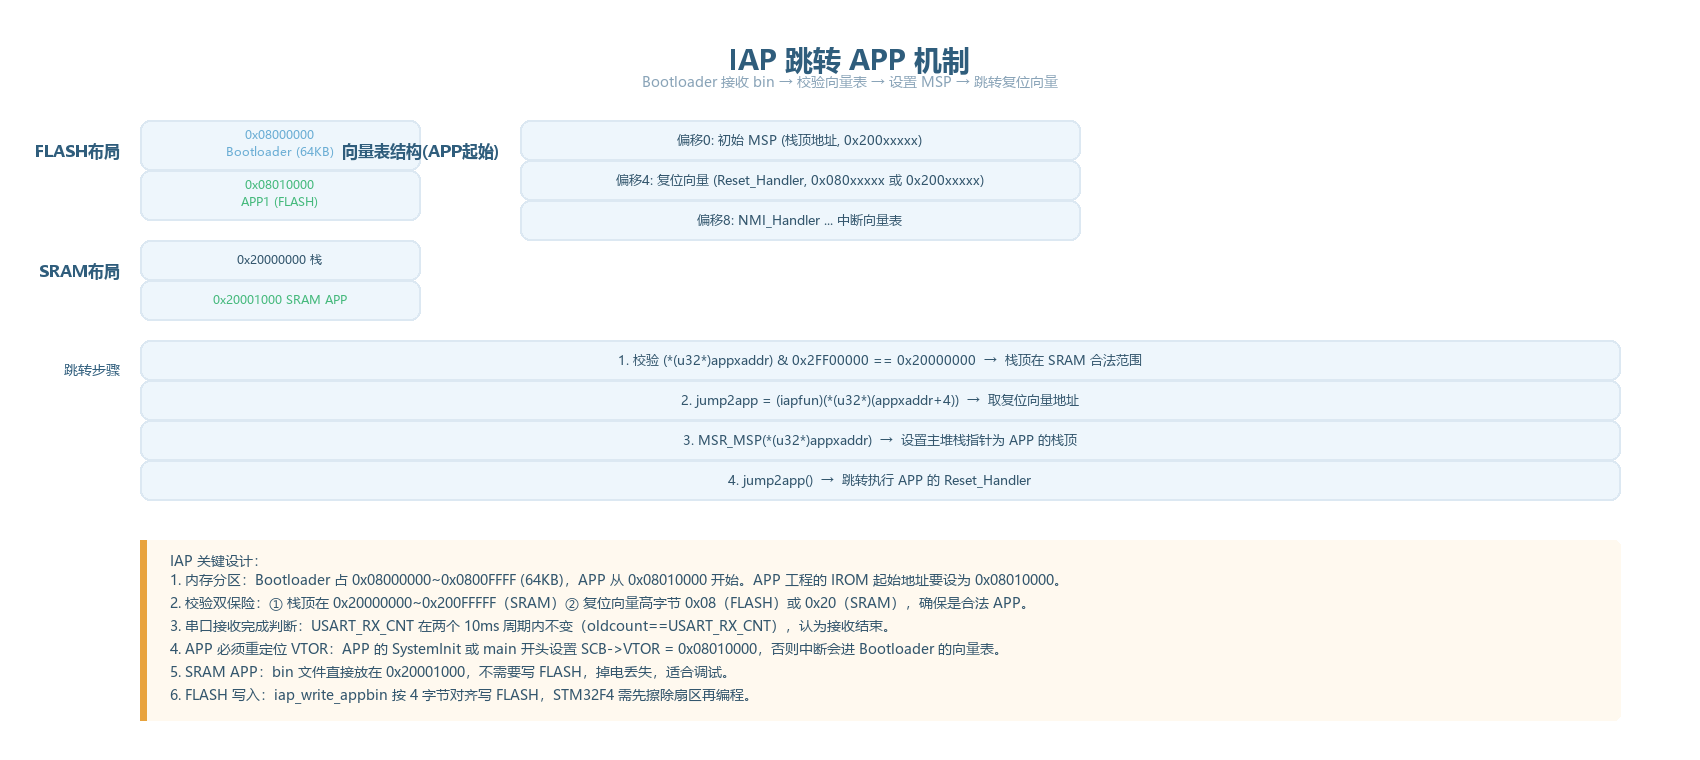 IAP 跳转 APP 机制
Bootloader 接收 bin → 校验向量表 → 设置 MSP → 跳转复位向量
FLASH布局
0x08000000
Bootloader (64KB)
0x08010000
APP1 (FLASH)
向量表结构(APP起始)
偏移0: 初始 MSP (栈顶地址, 0x200xxxxx)
偏移4: 复位向量 (Reset_Handler, 0x080xxxxx 或 0x200xxxxx)
偏移8: NMI_Handler ... 中断向量表
SRAM布局
0x20000000 栈
0x20001000 SRAM APP
跳转步骤
1. 校验 (*(u32*)appxaddr) & 0x2FF00000 == 0x20000000 → 栈顶在 SRAM 合法范围
2. jump2app = (iapfun)(*(u32*)(appxaddr+4)) → 取复位向量地址
3. MSR_MSP(*(u32*)appxaddr) → 设置主堆栈指针为 APP 的栈顶
4. jump2app() → 跳转执行 APP 的 Reset_Handler
IAP 关键设计：
1. 内存分区：Bootloader 占 0x08000000~0x0800FFFF (64KB)，APP 从 0x08010000 开始。APP 工程的 IROM 起始地址要设为 0x08010000。
2. 校验双保险：① 栈顶在 0x20000000~0x200FFFFF（SRAM）② 复位向量高字节 0x08（FLASH）或 0x20（SRAM），确保是合法 APP。
3. 串口接收完成判断：USART_RX_CNT 在两个 10ms 周期内不变（oldcount==USART_RX_CNT），认为接收结束。
4. APP 必须重定位 VTOR：APP 的 SystemInit 或 main 开头设置 SCB->VTOR = 0x08010000，否则中断会进 Bootloader 的向量表。
5. SRAM APP：bin 文件直接放在 0x20001000，不需要写 FLASH，掉电丢失，适合调试。
6. FLASH 写入：iap_write_appbin 按 4 字节对齐写 FLASH，STM32F4 需先擦除扇区再编程。